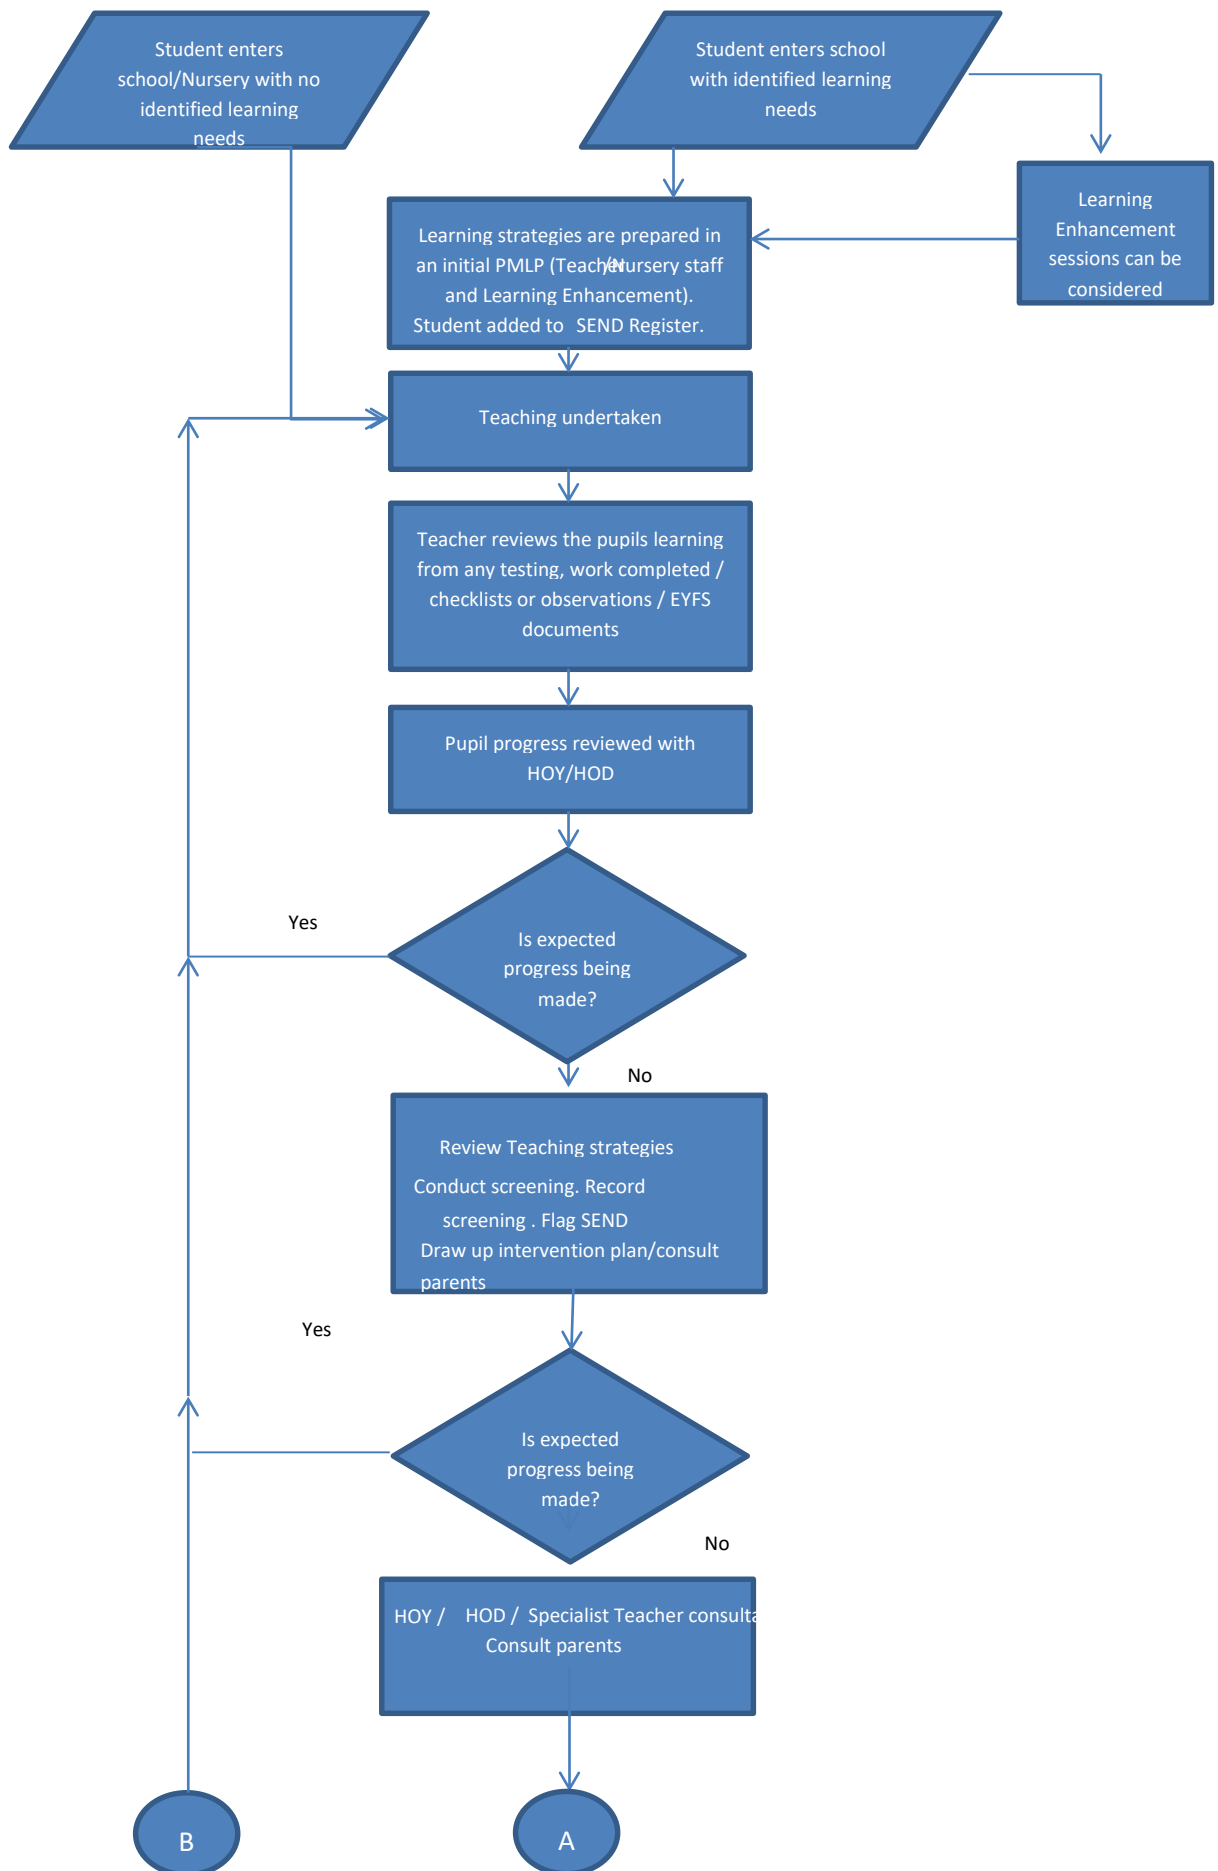 Student enters
school/Nursery with no
identified learning
needs
Student enters school
with identified learning
needs
Learning
Enhancement
sessions can be
considered
Learning strategies are prepared in
an initial PMLP (Teacher/Nursery staff
and Learning Enhancement).
Student added to SEND Register.
Teaching undertaken
Teacher reviews the pupils learning
from any testing, work completed /
checklists or observations / EYFS
documents
Pupil progress reviewed with
HOY/HOD
Yes
Is expected
progress being
made?
No
Review Teaching strategies
Conduct screening. Record
screening . Flag SEND
Draw up intervention plan/consult
parents
Yes
Is expected
progress being
made?
No
HOY / HOD / Specialist Teacher consulta
Consult parents
B
A